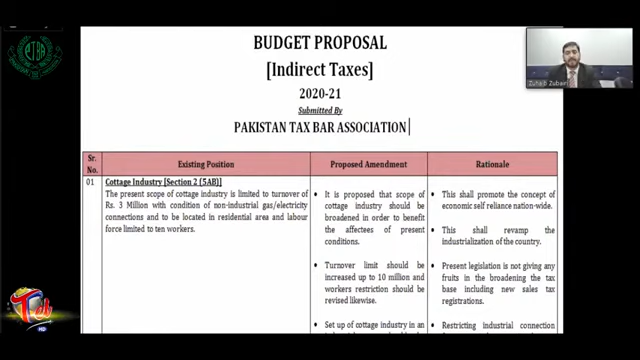 PTBA
BUDGET PROPOSAL
[Indirect Taxes]
2020-21
Submitted By
PAKISTAN TAX BAR ASSOCIATION
Sr. No.
Existing Position
Proposed Amendment
Rationale
01
Cottage Industry [Section 2 (5AB)]
The present scope of cottage industry is limited to turnover of
Rs. 3 Million with condition of non-industrial gas/electricity
connections and to be located in residential area and labour
force limited to ten workers.
• It is proposed that scope of
cottage industry should be
broadened in order to benefit
the affectees of present
conditions.
• Turnover limit should be
increased up to 10 million and
workers restriction should be
revised likewise.
• Set up of cottage industry in an
• This shall promote the concept of
economic self reliance nation-wide.
• This shall revamp the
industrialization of the country.
• Present legislation is not giving any
fruits in the broadening the tax
base including new sales tax
registrations.
• Restricting industrial connection
HD